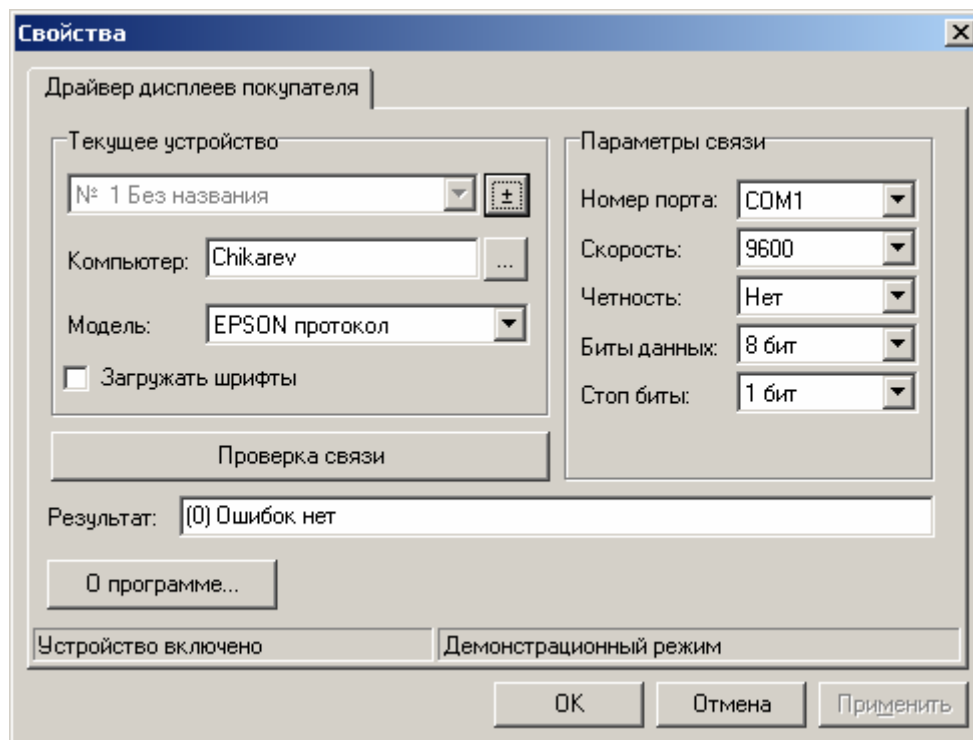 Свойства
Драйвер дисплеев покупателя
Текущее устройство
№ 1 Без названия
±
Компьютер: Chikarev ...
Модель: EPSON протокол
Загружать шрифты
Параметры связи
Номер порта: COM1
Скорость: 9600
Четность: Нет
Биты данных: 8 бит
Стоп биты: 1 бит
Проверка связи
Результат: (0) Ошибок нет
О программе...
Устройство включено
Демонстрационный режим
OK Отмена Применить